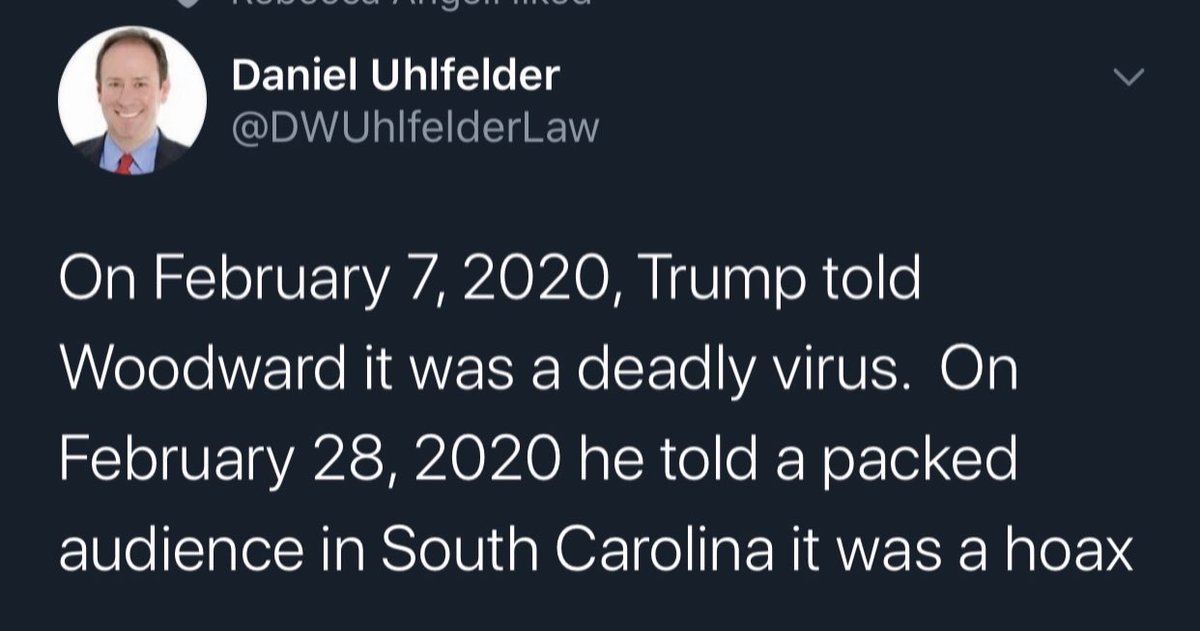 Daniel Uhlfelder
@DWUhlfelderLaw
On February 7, 2020, Trump told
Woodward it was a deadly virus.  On
February 28, 2020 he told a packed
audience in South Carolina it was a hoax